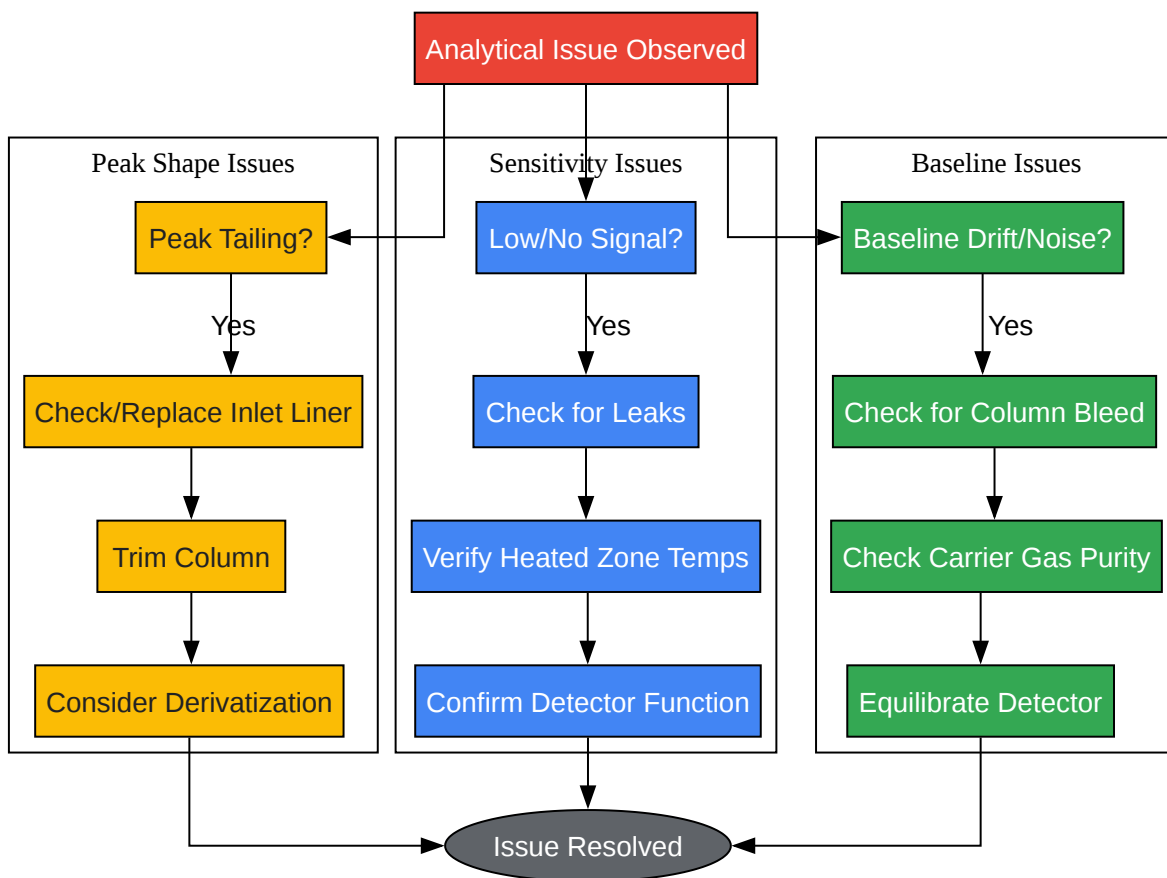 Analytical Issue Observed
Peak Shape Issues
Peak Tailing?
Yes
Check/Replace Inlet Liner
Trim Column
Consider Derivatization
Sensitivity Issues
Low/No Signal?
Yes
Check for Leaks
Verify Heated Zone Temps
Confirm Detector Function
Baseline Issues
Baseline Drift/Noise?
Yes
Check for Column Bleed
Check Carrier Gas Purity
Equilibrate Detector
Issue Resolved